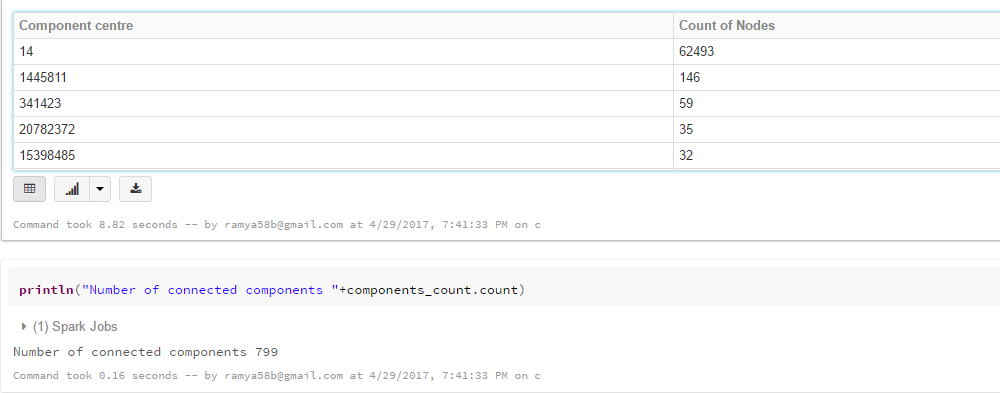 Component centre Count of Nodes
14 62493
1445811 146
341423 59
20782372 35
15398485 32
Command took 8.82 seconds -- by ramya58b@gmail.com at 4/29/2017, 7:41:33 PM on c
println("Number of connected components "+components_count.count)
(1) Spark Jobs
Number of connected components 799
Command took 0.16 seconds -- by ramya58b@gmail.com at 4/29/2017, 7:41:33 PM on c